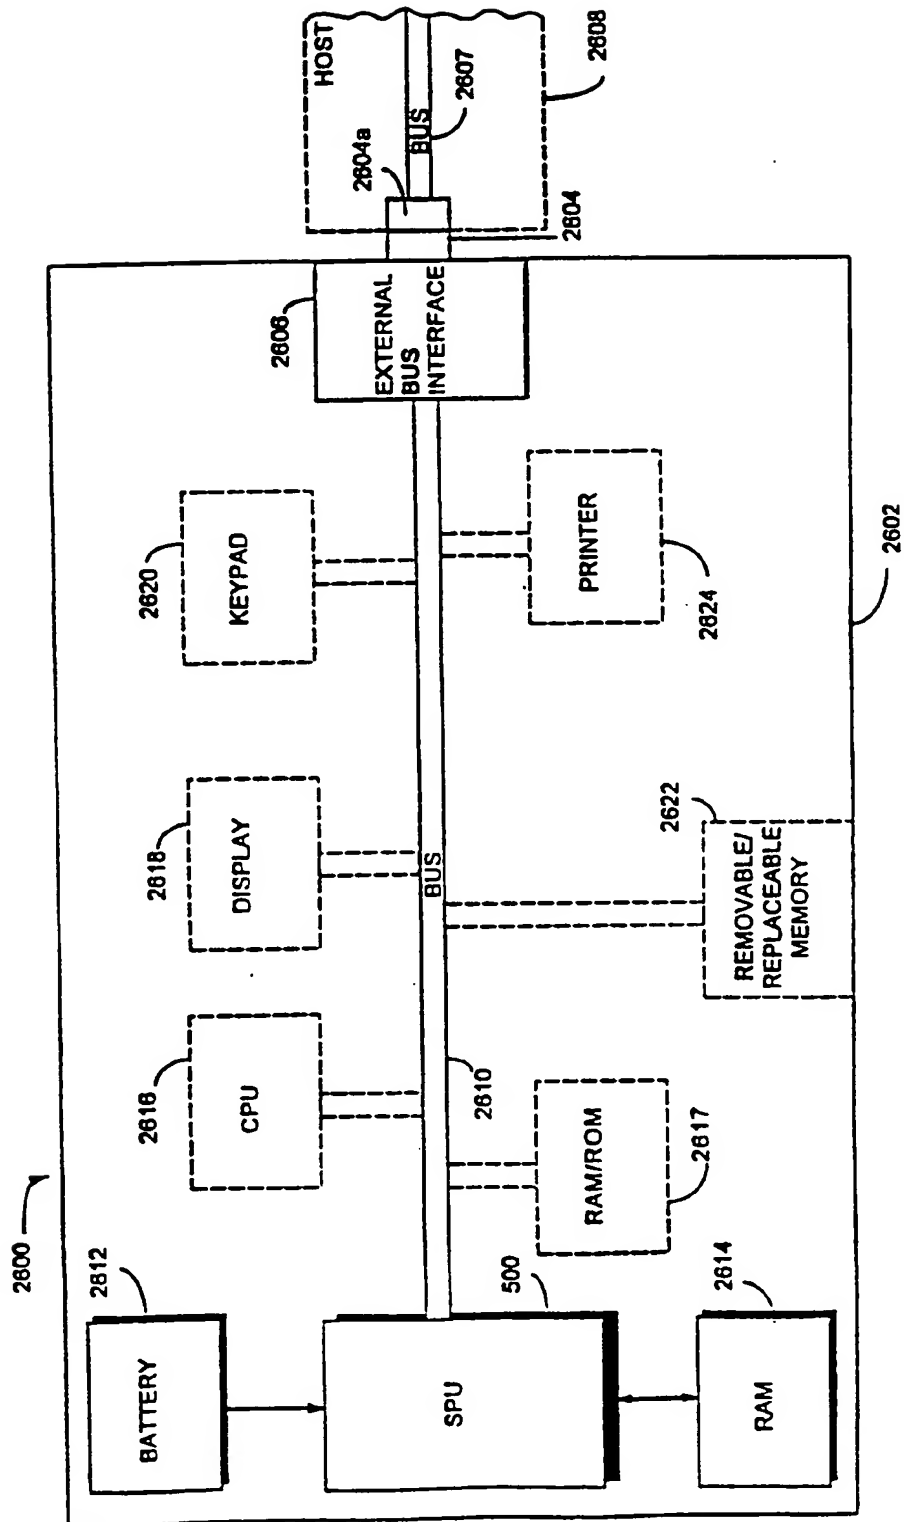 2600
2612
BATTERY
2616
CPU
2618
DISPLAY
2620
KEYPAD
2606
EXTERNAL
BUS
INTERFACE
HOST
2604a
BUS
2607
2604
2608
SPU
500
BUS
2610
RAM/ROM
2617
PRINTER
2624
2622
REMOVABLE/
REPLACEABLE
MEMORY
RAM
2614
2602